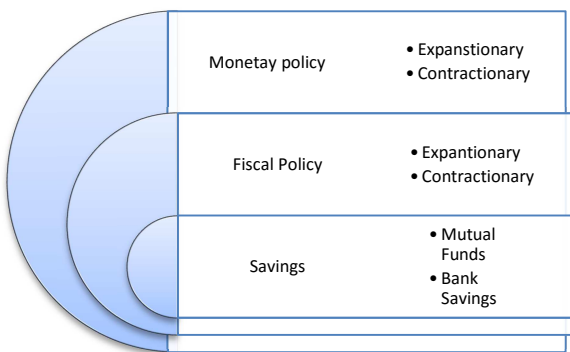 Monetay policy
• Expanstionary
• Contractionary
Fiscal Policy
• Expantionary
• Contractionary
Savings
• Mutual
Funds
• Bank
Savings